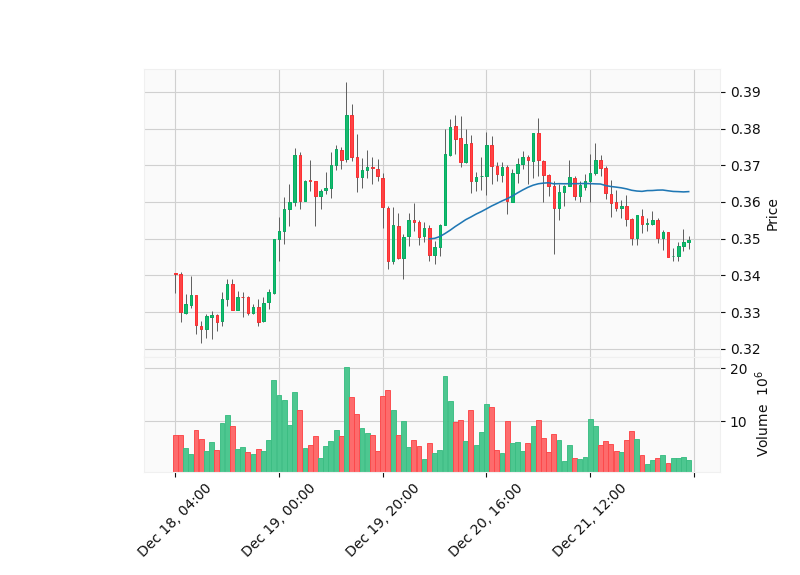 0.39
0.38
0.37
0.36
0.35
0.34
0.33
0.32
Price
20
10
Volume 10⁶
Dec 18, 04:00
Dec 19, 00:00
Dec 19, 20:00
Dec 20, 16:00
Dec 21, 12:00